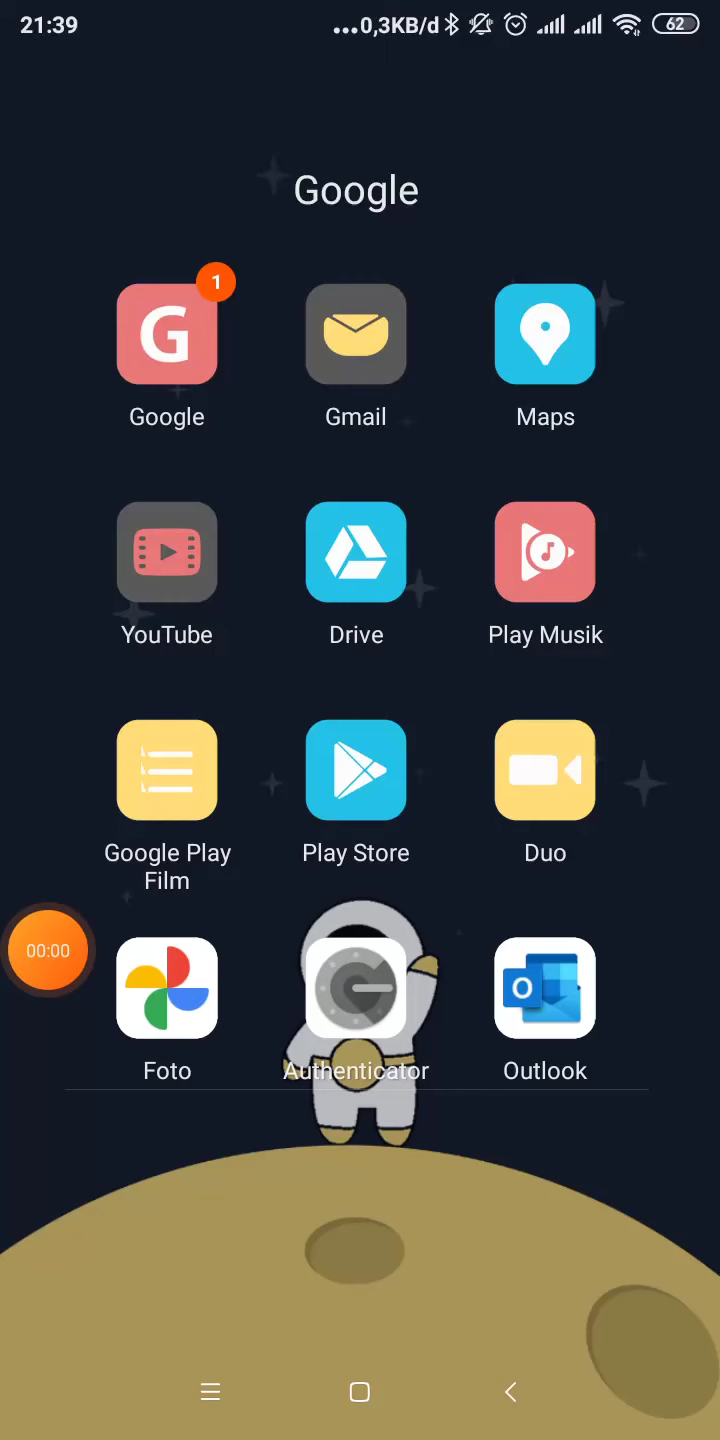 21:39 ...0,3KB/d 62
Google
1
G
Google Gmail Maps
YouTube Drive Play Musik
Google Play Film Play Store Duo
00:00
O
Foto Authenticator Outlook